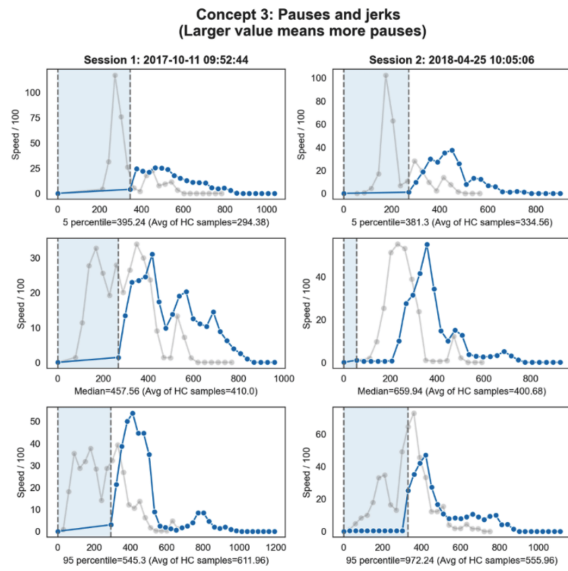 Concept 3: Pauses and jerks
(Larger value means more pauses)
Session 1: 2017-10-11 09:52:44
Session 2: 2018-04-25 10:05:06
Speed / 100
100
75
50
25
0
0 200 400 600 800 1000
5 percentile=395.24 (Avg of HC samples=294.38)
Speed / 100
100
80
60
40
20
0
0 200 400 600 800
5 percentile=381.3 (Avg of HC samples=334.56)
Speed / 100
30
20
10
0
0 200 400 600 800 1000
Median=457.56 (Avg of HC samples=410.0)
Speed / 100
40
20
0
0 200 400 600 800
Median=659.94 (Avg of HC samples=400.68)
Speed / 100
50
40
30
20
10
0
0 200 400 600 800 1000 1200
95 percentile=545.3 (Avg of HC samples=611.96)
Speed / 100
60
40
20
0
0 200 400 600 800 1000
95 percentile=972.24 (Avg of HC samples=555.96)